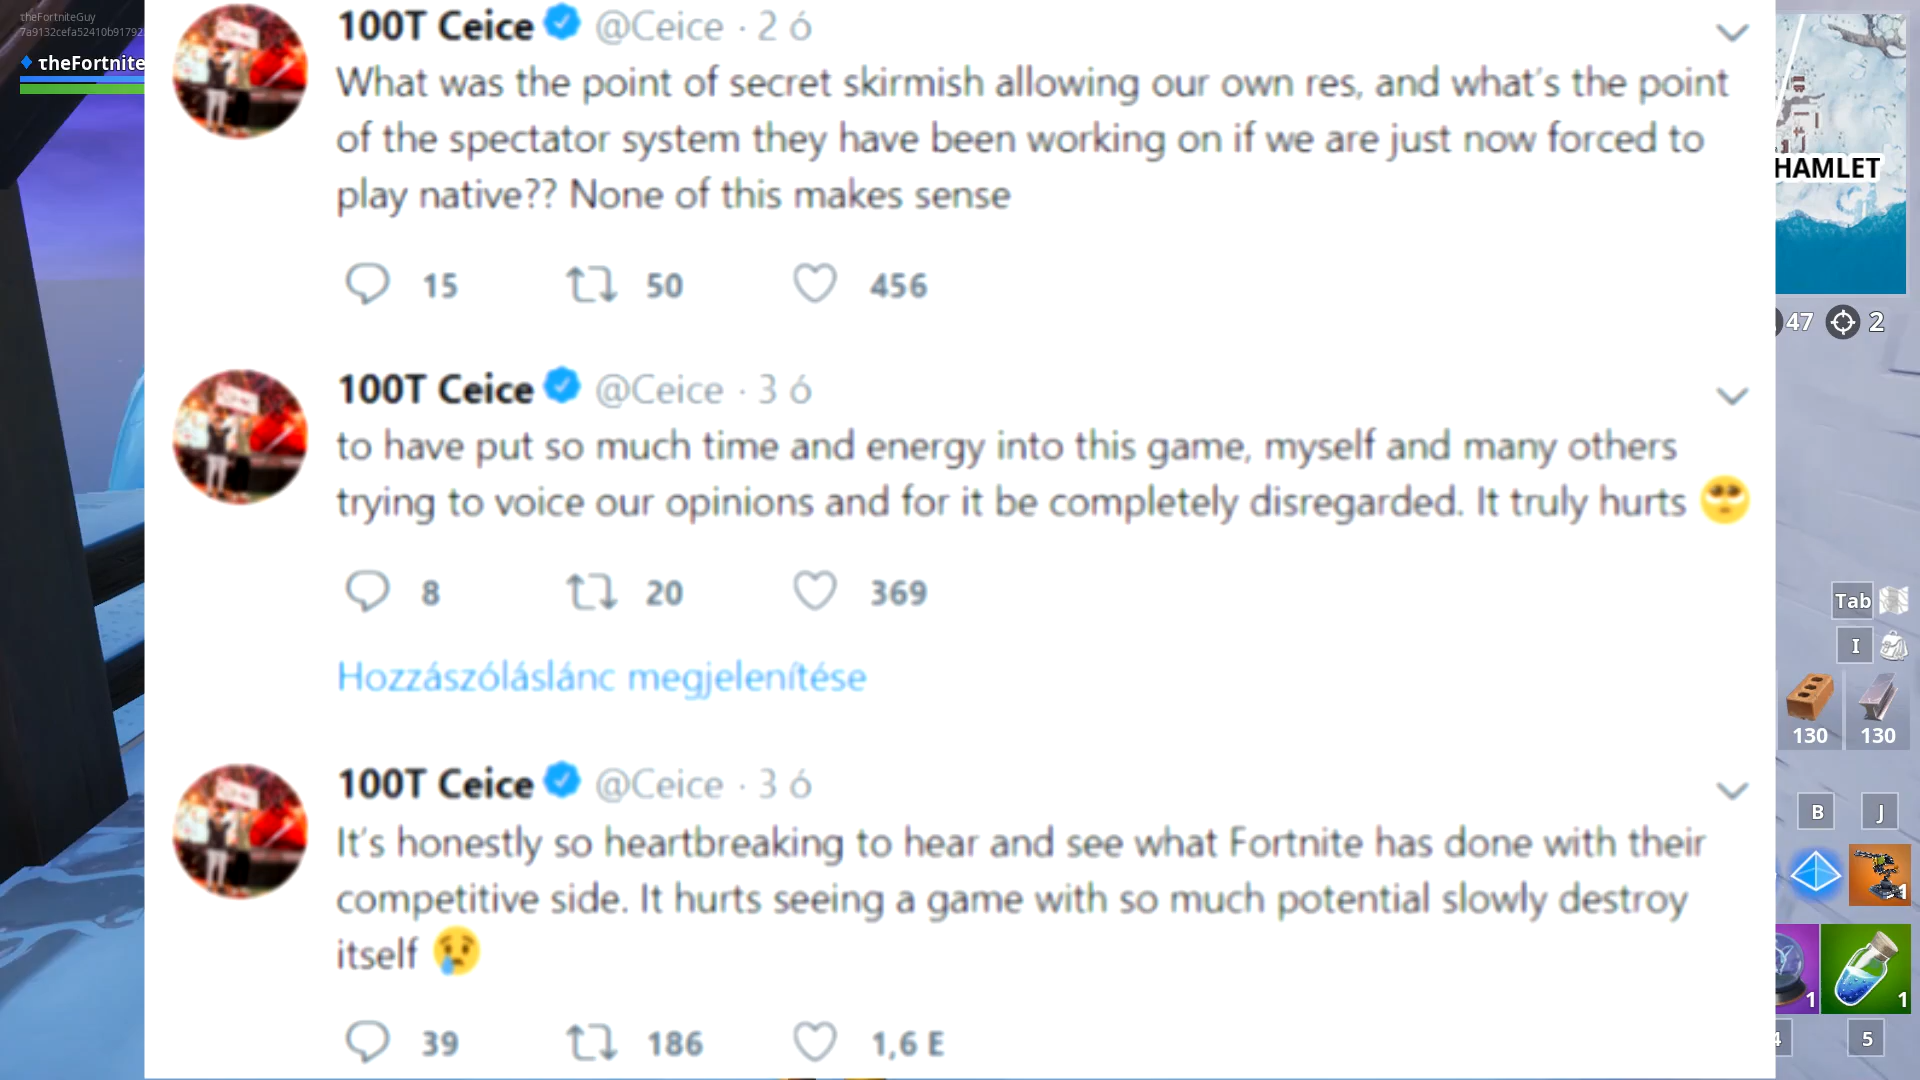 theFortniteGuy
7a9132cefa52410b91792
theFortnite
100T Ceice @Ceice · 2 ó
What was the point of secret skirmish allowing our own res, and what's the point
of the spectator system they have been working on if we are just now forced to
play native?? None of this makes sense
15 50 456
100T Ceice @Ceice · 3 ó
to have put so much time and energy into this game, myself and many others
trying to voice our opinions and for it be completely disregarded. It truly hurts 🥺
8 20 369
Hozzászóláslánc megjelenítése
100T Ceice @Ceice · 3 ó
It's honestly so heartbreaking to hear and see what Fortnite has done with their
competitive side. It hurts seeing a game with so much potential slowly destroy
itself 😢
39 186 1,6 E
HAMLET
47 2
Tab
I
130 130
B J
1
1 1
4 5